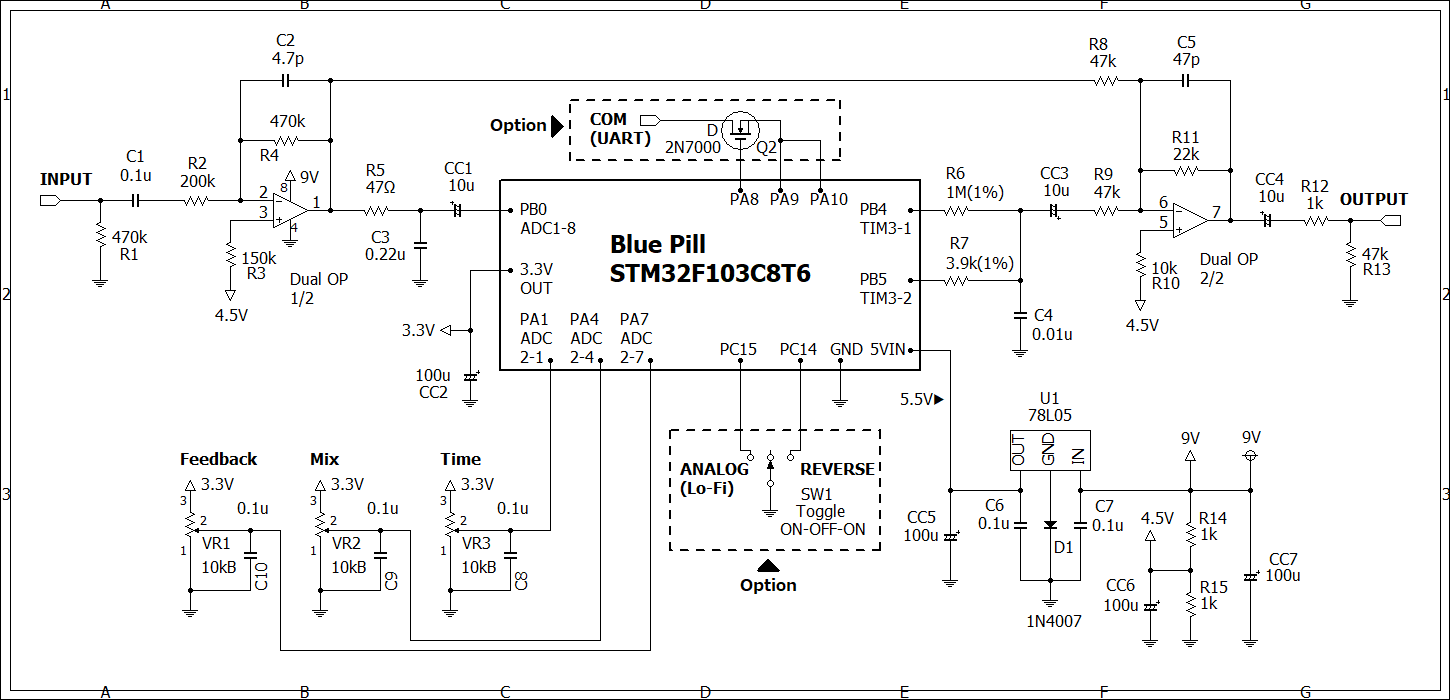 A B C D E F G
C2
4.7p
R8
47k
C5
47p
1
1
470k
R4
Option
COM
(UART)
D
2N7000
Q2
R11
22k
INPUT
C1
0.1u
R2
200k
8
9V
2
3
1
4
R5
47Ω
CC1
10u
PA8
PA9
PA10
R6
1M(1%)
CC3
10u
R9
47k
6
5
7
CC4
10u
R12
1k
OUTPUT
470k
R1
150k
R3
4.5V
Dual OP
1/2
C3
0.22u
PB0
ADC1-8
3.3V
OUT
Blue Pill
STM32F103C8T6
PB4
TIM3-1
PB5
TIM3-2
R7
3.9k(1%)
C4
0.01u
10k
R10
4.5V
Dual OP
2/2
47k
R13
2
2
3.3V
100u
CC2
PA1
ADC
2-1
PA4
ADC
2-4
PA7
ADC
2-7
PC15
PC14
GND
5VIN
5.5V
U1
78L05
OUT
GND
IN
Feedback
3.3V
3
2
1
0.1u
VR1
10kB
C10
Mix
3.3V
3
2
1
0.1u
VR2
10kB
C9
Time
3.3V
3
2
1
0.1u
VR3
10kB
C8
ANALOG
(Lo-Fi)
REVERSE
SW1
Toggle
ON-OFF-ON
Option
CC5
100u
C6
0.1u
D1
1N4007
C7
0.1u
9V
9V
4.5V
R14
1k
R15
1k
CC6
100u
CC7
100u
3
3
A B C D E F G